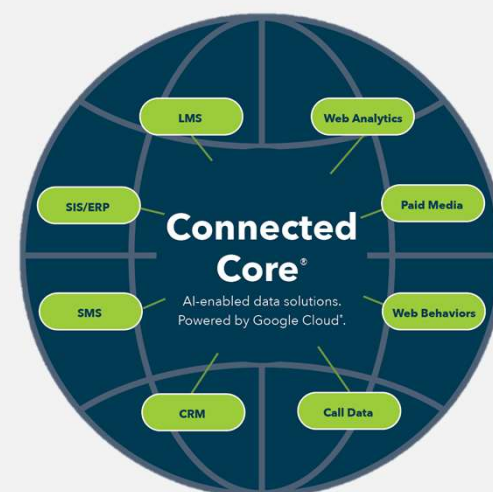 LMS
Web Analytics
SIS/ERP
Paid Media
Connected
Core®
AI-enabled data solutions.
Powered by Google Cloud®.
SMS
Web Behaviors
CRM
Call Data